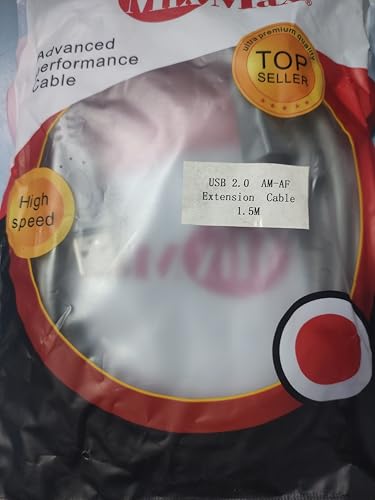 Advanced
performance
Cable
ultra premium quality
TOP
SELLER
High
speed
USB 2.0 AM-AF
Extension Cable
1.5M